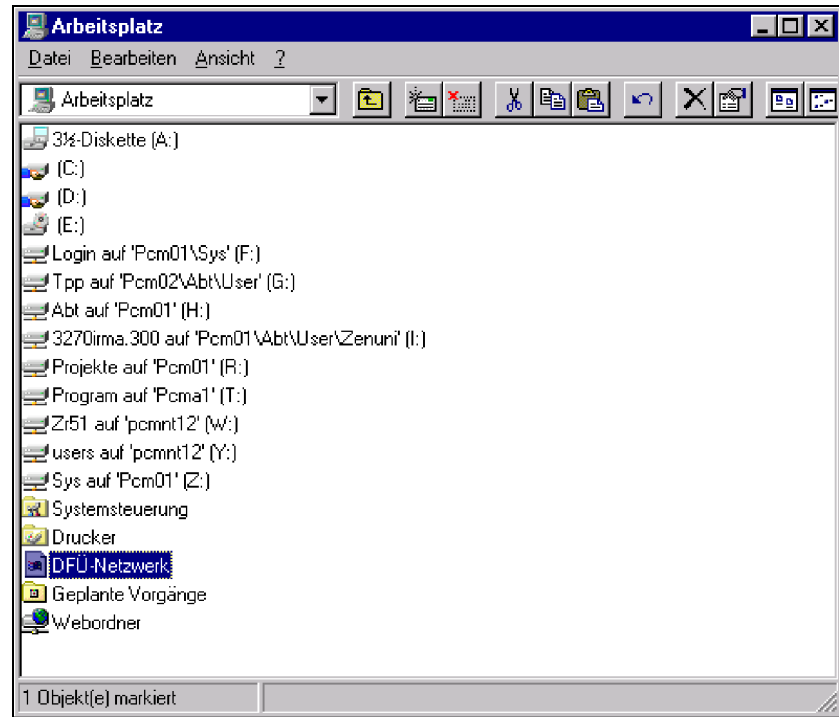 Arbeitsplatz
Datei Bearbeiten Ansicht ?
Arbeitsplatz
3½-Diskette (A:)
(C:)
(D:)
(E:)
Login auf 'Pcm01\Sys' (F:)
Tpp auf 'Pcm02\Abt\User' (G:)
Abt auf 'Pcm01' (H:)
3270irma.300 auf 'Pcm01\Abt\User\Zenuni' (I:)
Projekte auf 'Pcm01' (R:)
Program auf 'Pcma1' (T:)
Zr51 auf 'pcmnt12' (W:)
users auf 'pcmnt12' (Y:)
Sys auf 'Pcm01' (Z:)
Systemsteuerung
Drucker
DFÜ-Netzwerk
Geplante Vorgänge
Webordner
1 Objekt(e) markiert